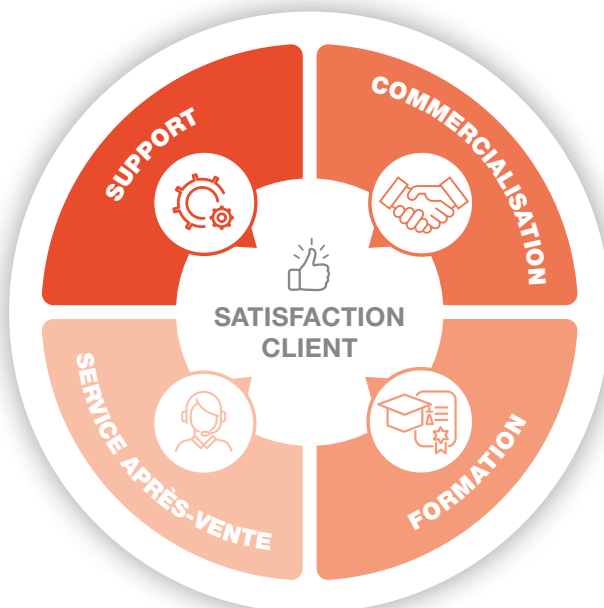 SUPPORT
COMMERCIALISATION
SATISFACTION
CLIENT
SERVICE APRÈS-VENTE
FORMATION